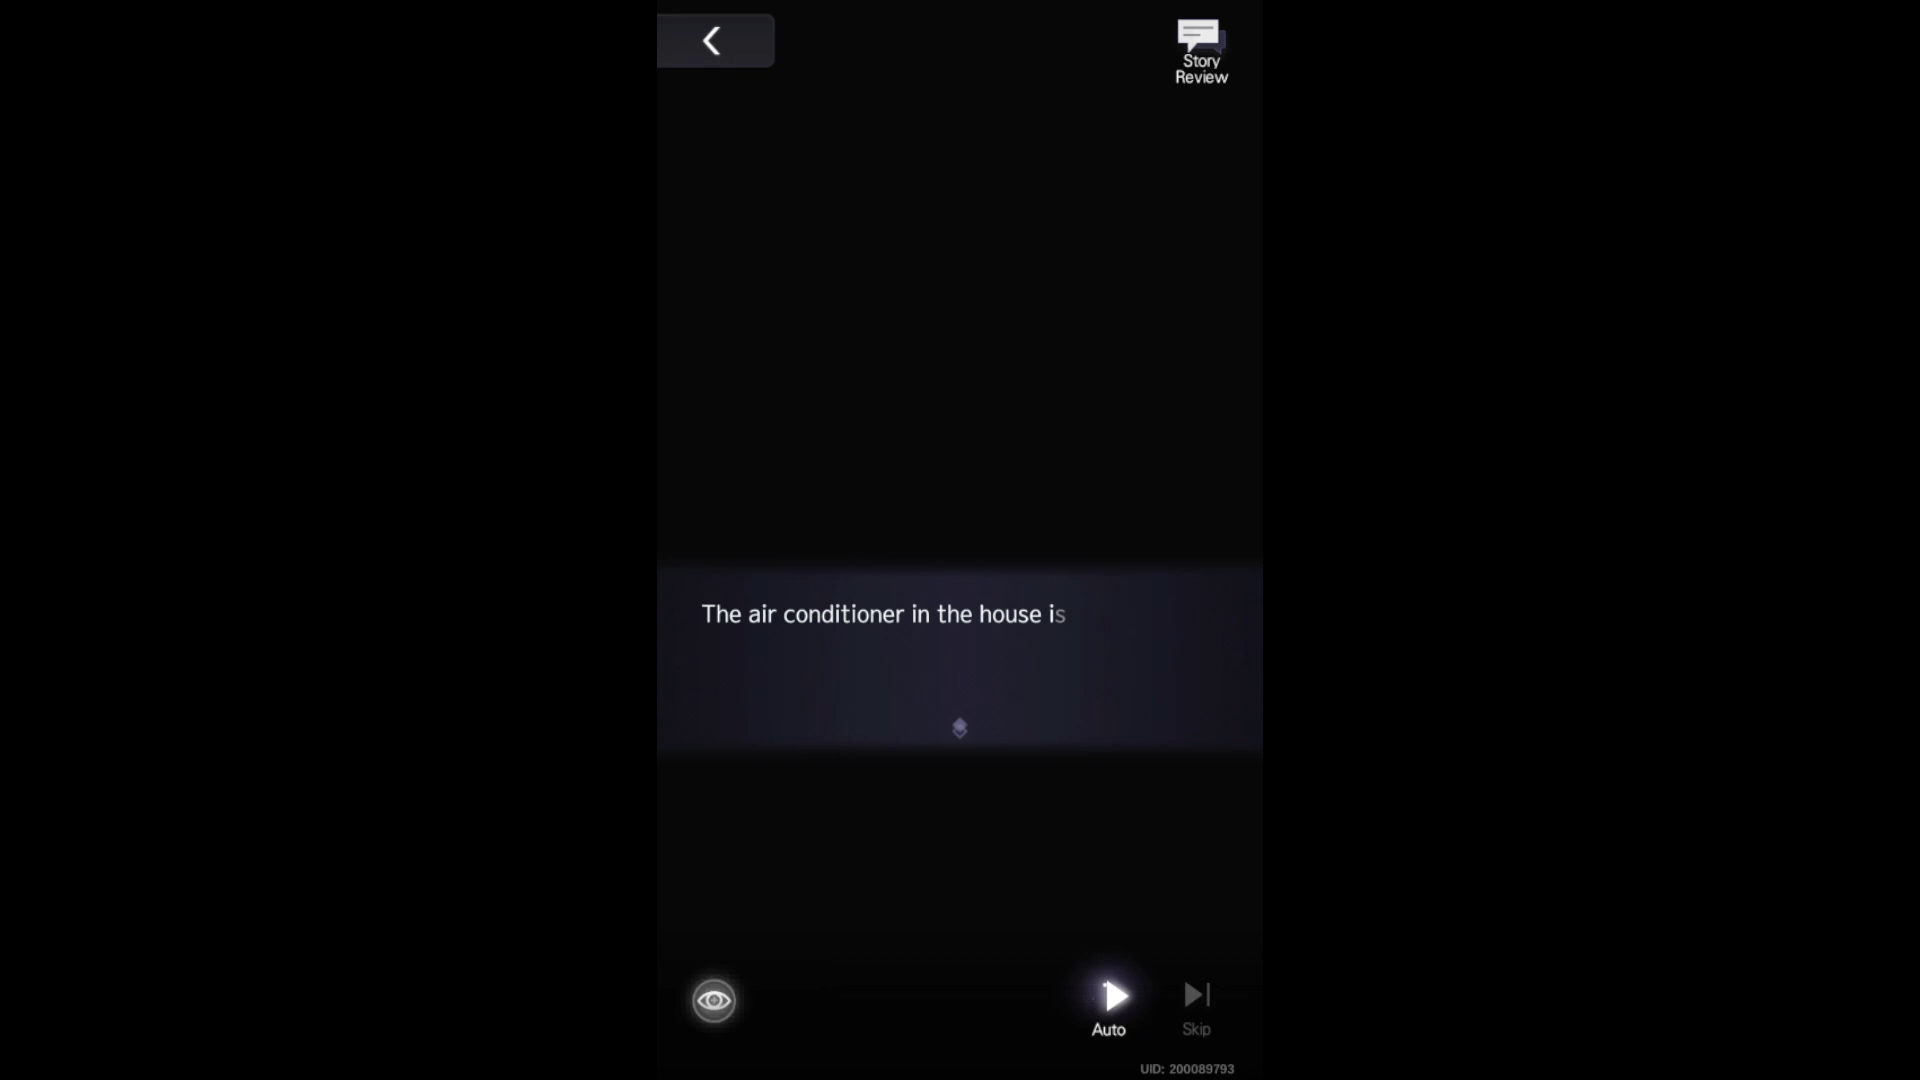 Story
Review
The air conditioner in the house is
Auto
Skip
UID: 200089793